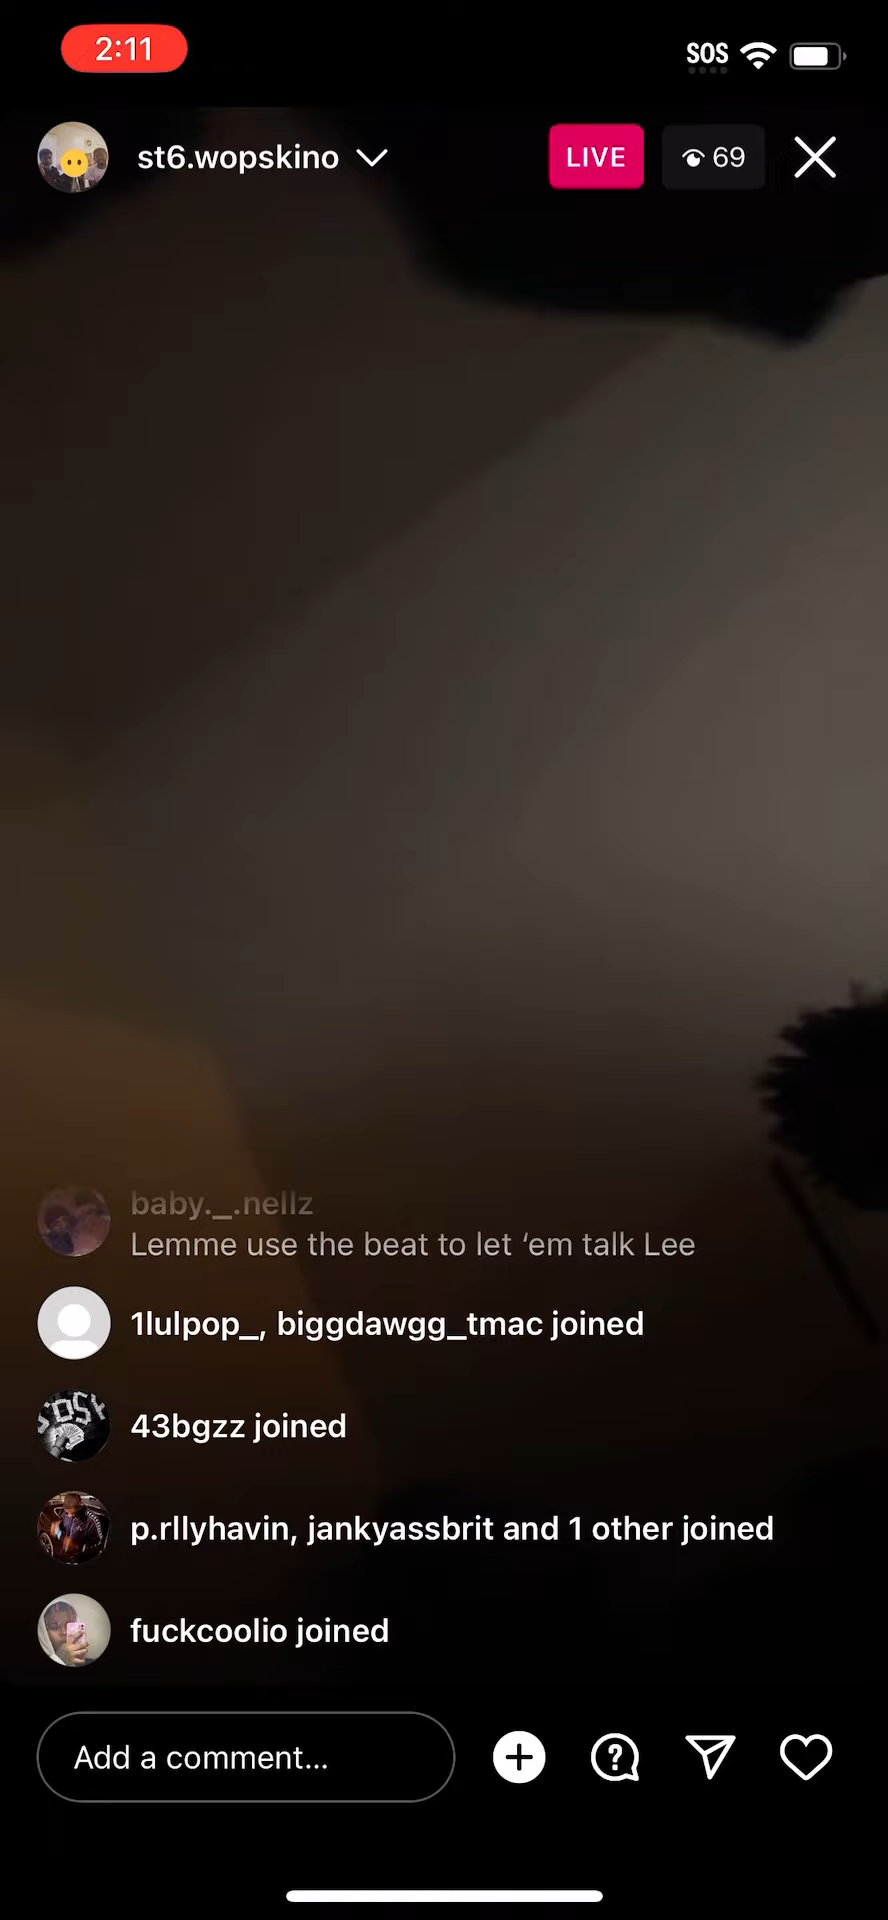 2:11
SOS
st6.wopskino
LIVE
69
baby._.nellz
Lemme use the beat to let ‘em talk Lee
1lulpop_, biggdawgg_tmac joined
43bgzz joined
p.rllyhavin, jankyassbrit and 1 other joined
fuckcoolio joined
Add a comment...